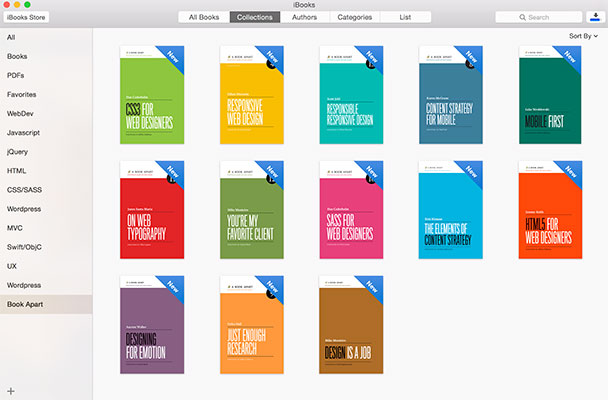 iBooks
iBooks Store
All Books
Collections
Authors
Categories
List
Search
Sort By
All
Books
PDFs
Favorites
WebDev
Javascript
jQuery
HTML
CSS/SASS
Wordpress
MVC
Swift/ObjC
UX
Wordpress
Book Apart
A BOOK APART
New
Dan Cederholm
CSS3 FOR
WEB DESIGNERS
A BOOK APART
New
Ethan Marcotte
RESPONSIVE
WEB DESIGN
A BOOK APART
New
Scott Jehl
RESPONSIBLE
RESPONSIVE DESIGN
A BOOK APART
New
Karen McGrane
CONTENT STRATEGY
FOR MOBILE
A BOOK APART
New
Luke Wroblewski
MOBILE FIRST
A BOOK APART
New
Jason Santa Maria
ON WEB
TYPOGRAPHY
A BOOK APART
New
Mike Monteiro
YOU'RE MY
FAVORITE CLIENT
A BOOK APART
New
Dan Cederholm
SASS FOR
WEB DESIGNERS
A BOOK APART
New
Erin Kissane
THE ELEMENTS OF
CONTENT STRATEGY
A BOOK APART
New
Jeremy Keith
HTML5 FOR
WEB DESIGNERS
A BOOK APART
New
Aarron Walter
DESIGNING
FOR EMOTION
A BOOK APART
New
Erika Hall
JUST ENOUGH
RESEARCH
A BOOK APART
New
Mike Monteiro
DESIGN IS A JOB